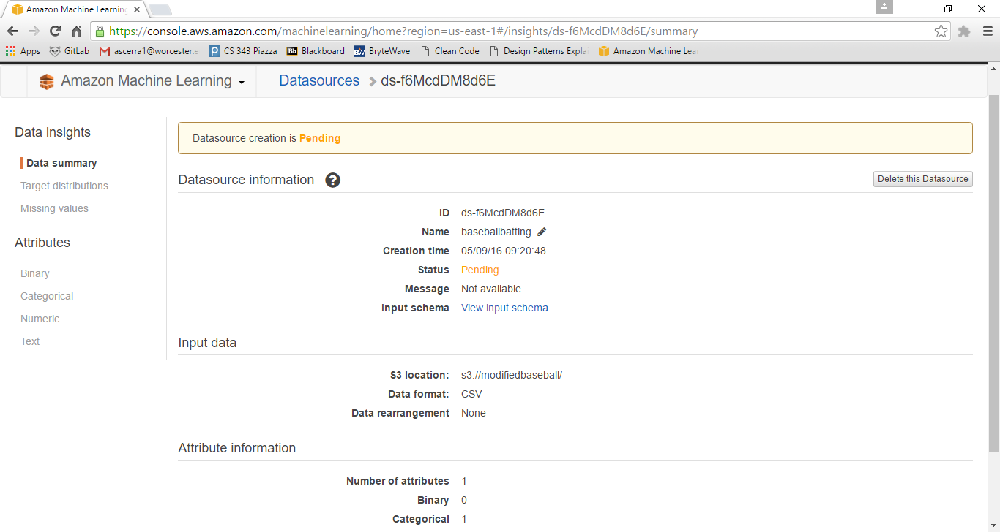 Amazon Machine Learning
https://console.aws.amazon.com/machinelearning/home?region=us-east-1#/insights/ds-f6McdDM8d6E/summary
Apps GitLab ascerra1@worcester.e CS 343 Piazza Bb Blackboard BW BryteWave Clean Code Design Patterns Expla Amazon Machine Lea
Amazon Machine Learning Datasources ds-f6McdDM8d6E
Data insights
Data summary
Target distributions
Missing values
Attributes
Binary
Categorical
Numeric
Text
Datasource creation is Pending
Datasource information ? Delete this Datasource
ID ds-f6McdDM8d6E
Name baseballbatting
Creation time 05/09/16 09:20:48
Status Pending
Message Not available
Input schema View input schema
Input data
S3 location: s3://modifiedbaseball/
Data format: CSV
Data rearrangement None
Attribute information
Number of attributes 1
Binary 0
Categorical 1